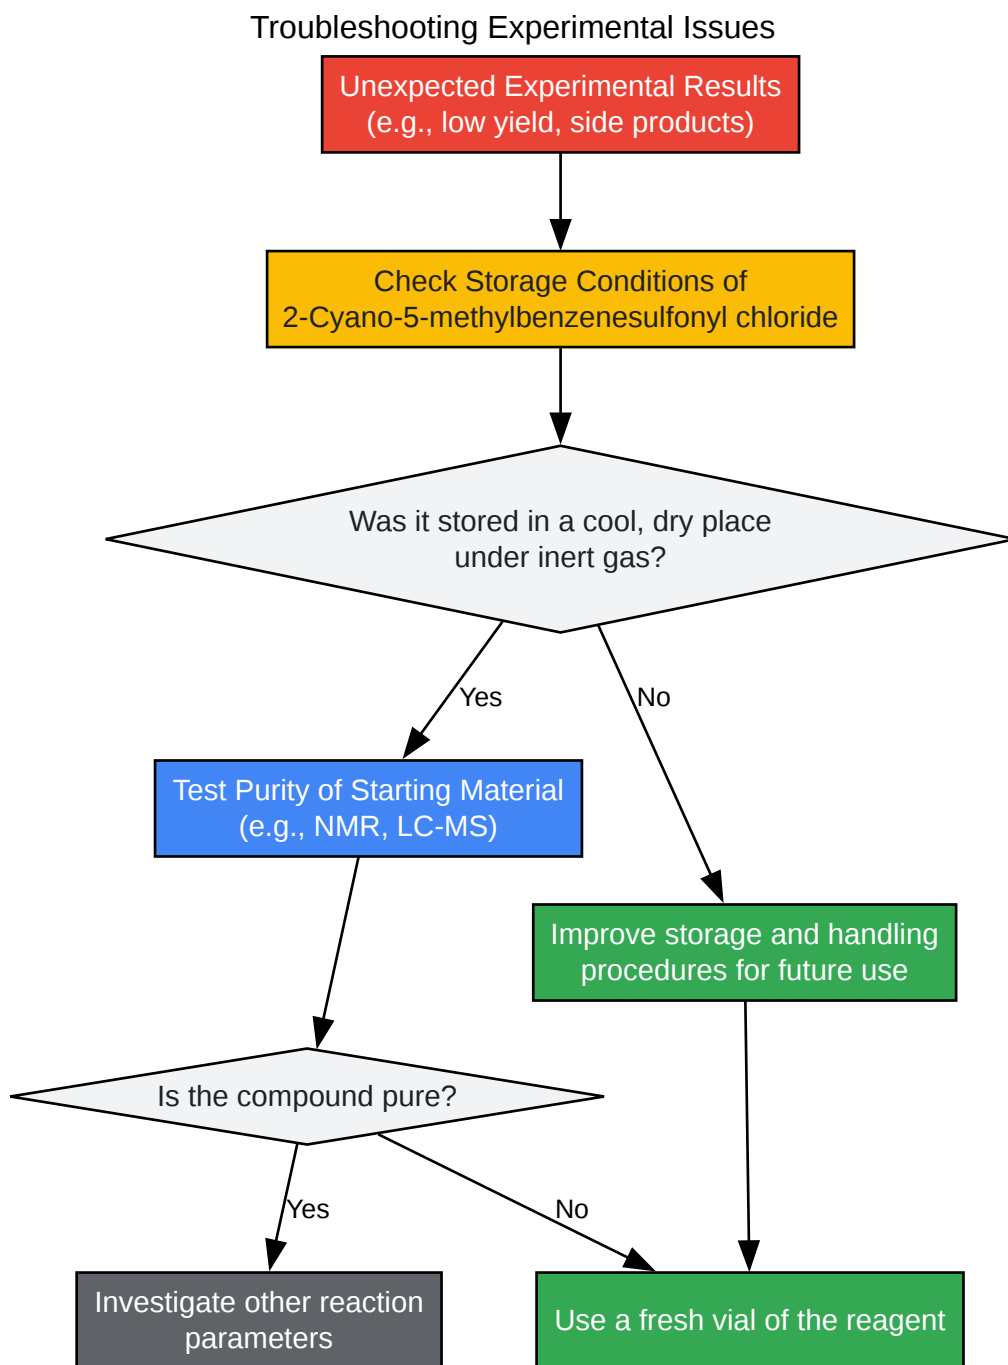 Troubleshooting Experimental Issues
Unexpected Experimental Results
(e.g., low yield, side products)
Check Storage Conditions of
2-Cyano-5-methylbenzenesulfonyl chloride
Was it stored in a cool, dry place
under inert gas?
Yes
No
Test Purity of Starting Material
(e.g., NMR, LC-MS)
Improve storage and handling
procedures for future use
Is the compound pure?
Yes
No
Investigate other reaction
parameters
Use a fresh vial of the reagent